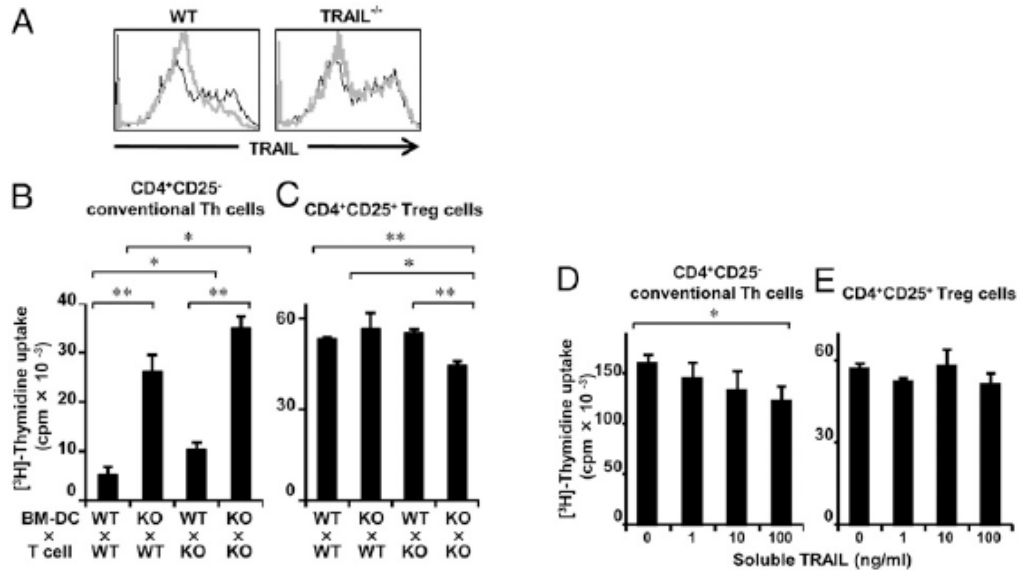 A
WT
TRAIL-/-
TRAIL
B
CD4+CD25-
conventional Th cells
*
*
**
**
[3H]-Thymidine uptake
(cpm × 10 -3)
40
30
20
10
0
BM-DC WT KO WT KO
× × × ×
T cell WT WT KO KO
C
CD4+CD25+ Treg cells
**
*
**
60
30
0
WT KO WT KO
× × × ×
WT WT KO KO
D
CD4+CD25-
conventional Th cells
*
[3H]-Thymidine uptake
(cpm × 10 -3)
150
100
50
0
0 1 10 100
E
CD4+CD25+ Treg cells
60
30
0
0 1 10 100
Soluble TRAIL (ng/ml)